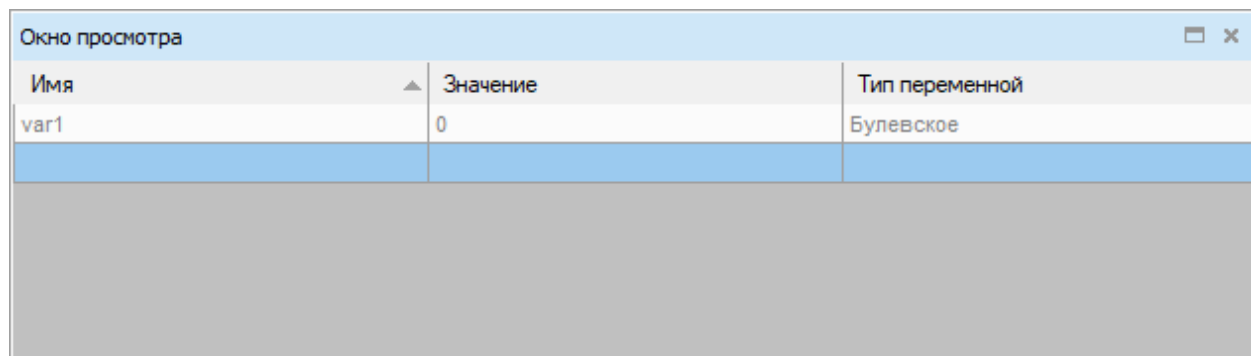 Окно просмотра
Имя Значение Тип переменной
var1 0 Булевское